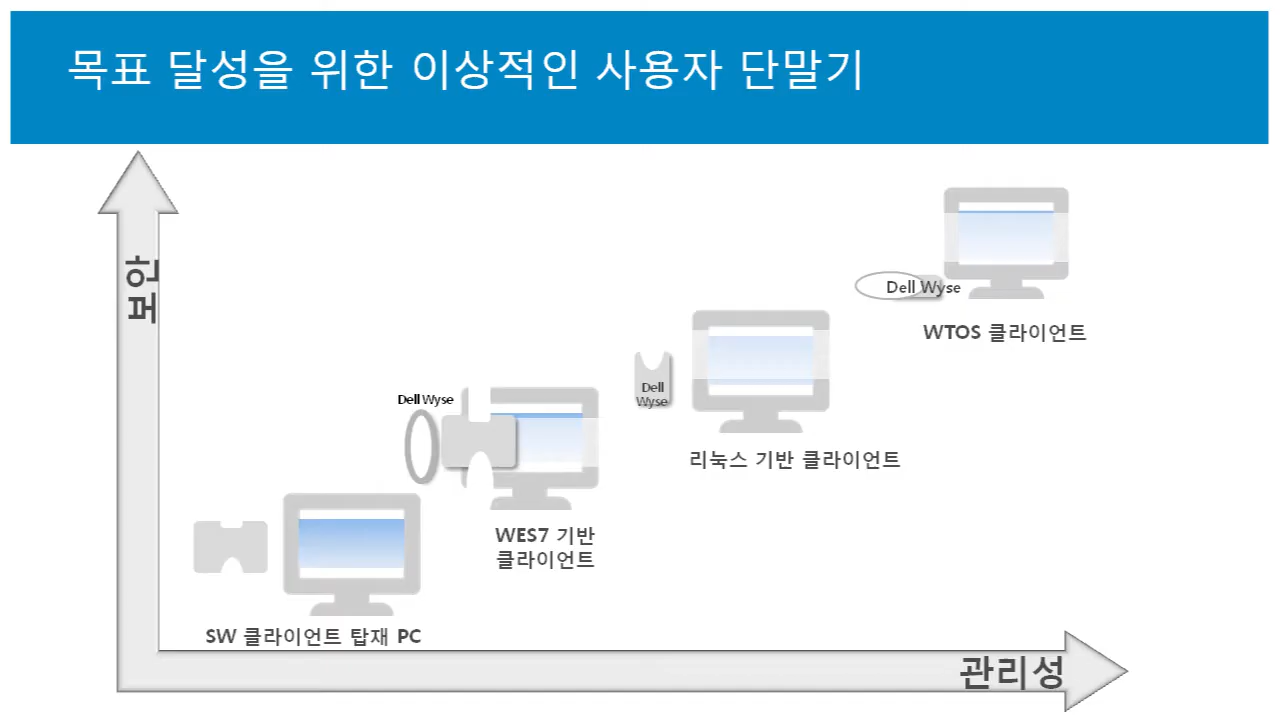 목표 달성을 위한 이상적인 사용자 단말기
보안
Dell Wyse
WTOS 클라이언트
Dell
Wyse
리눅스 기반 클라이언트
Dell Wyse
WES7 기반
클라이언트
SW 클라이언트 탑재 PC
관리성